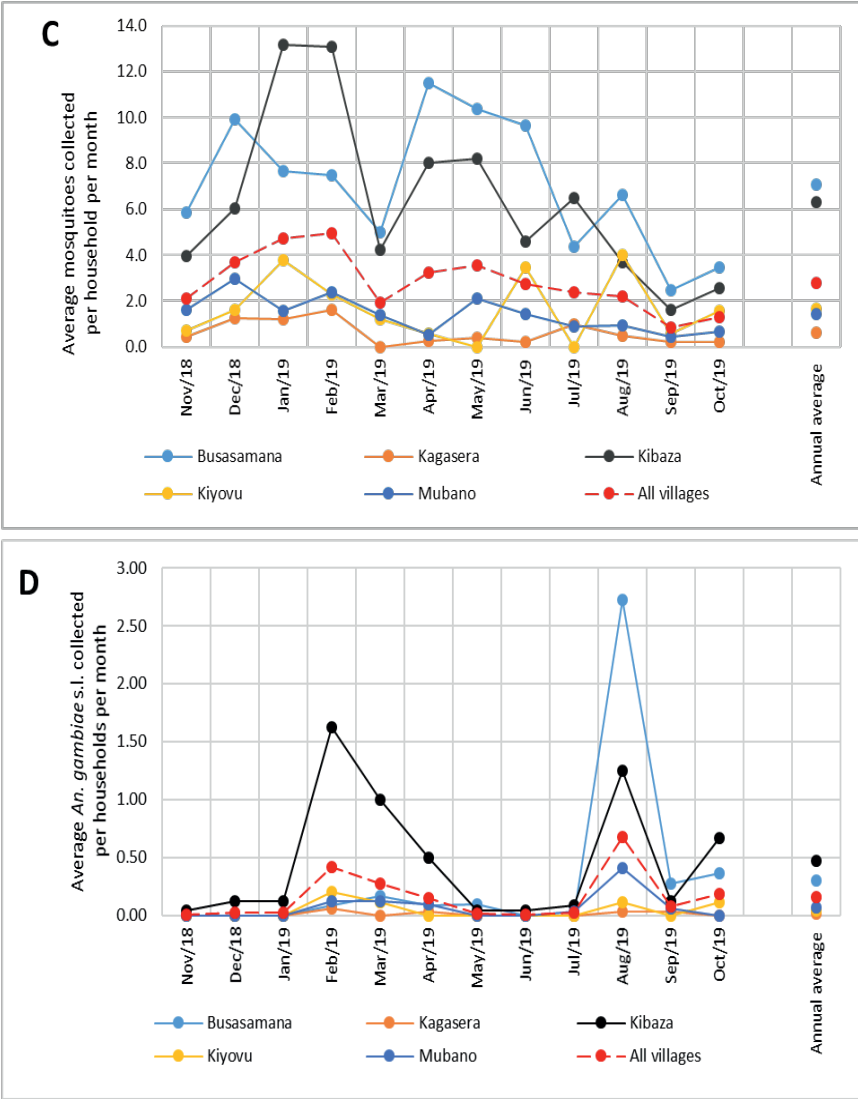 C
Average mosquitoes collected
per household per month
14.0
12.0
10.0
8.0
6.0
4.0
2.0
0.0
Nov/18
Dec/18
Jan/19
Feb/19
Mar/19
Apr/19
May/19
Jun/19
Jul/19
Aug/19
Sep/19
Oct/19
Annual average
Busasamana
Kagasera
Kibaza
Kiyovu
Mubano
All villages
D
Average An. gambiae s.l. collected
per households per month
3.00
2.50
2.00
1.50
1.00
0.50
0.00
Nov/18
Dec/18
Jan/19
Feb/19
Mar/19
Apr/19
May/19
Jun/19
Jul/19
Aug/19
Sep/19
Oct/19
Annual average
Busasamana
Kagasera
Kibaza
Kiyovu
Mubano
All villages